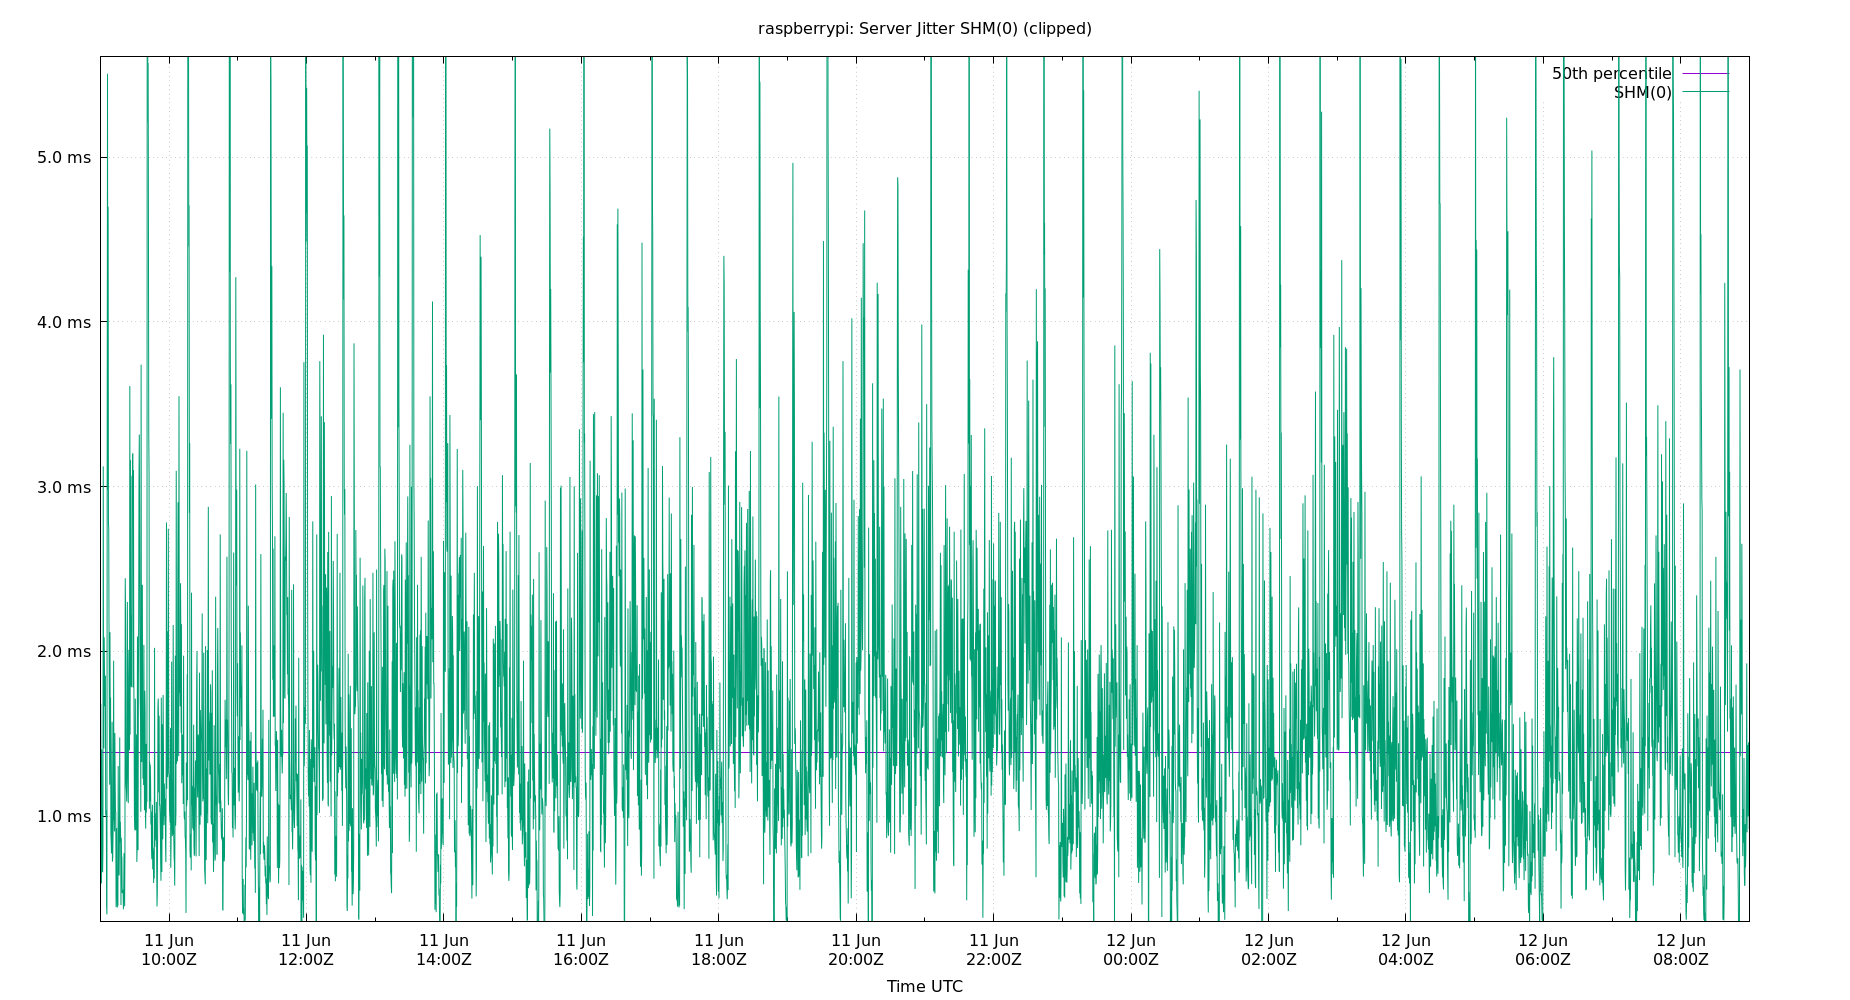 raspberrypi: Server Jitter SHM(0) (clipped)
50th percentile
SHM(0)
5.0 ms
4.0 ms
3.0 ms
2.0 ms
1.0 ms
11 Jun 11 Jun 11 Jun 11 Jun 11 Jun 11 Jun 11 Jun 12 Jun 12 Jun 12 Jun 12 Jun 12 Jun
10:00Z 12:00Z 14:00Z 16:00Z 18:00Z 20:00Z 22:00Z 00:00Z 02:00Z 04:00Z 06:00Z 08:00Z
Time UTC